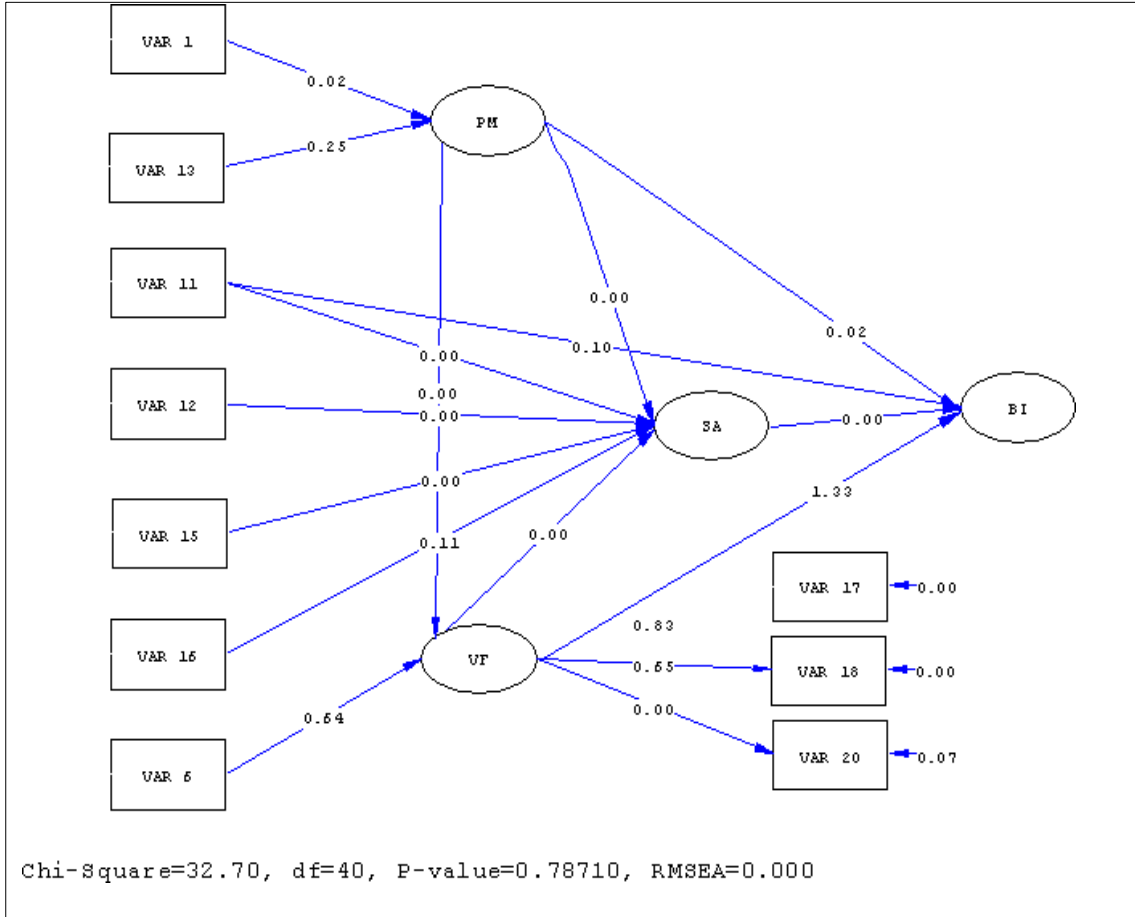 VAR 1
0.02
PM
VAR 13
0.25
VAR 11
0.00
0.02
0.10
0.00
0.00
VAR 12
0.00
SA
0.00
BI
0.00
1.33
VAR 15
0.11
0.00
VAR 17
0.00
0.83
VAR 16
VF
0.65
VAR 18
0.00
0.00
0.64
VAR 6
VAR 20
0.07
Chi-Square=32.70, df=40, P-value=0.78710, RMSEA=0.000